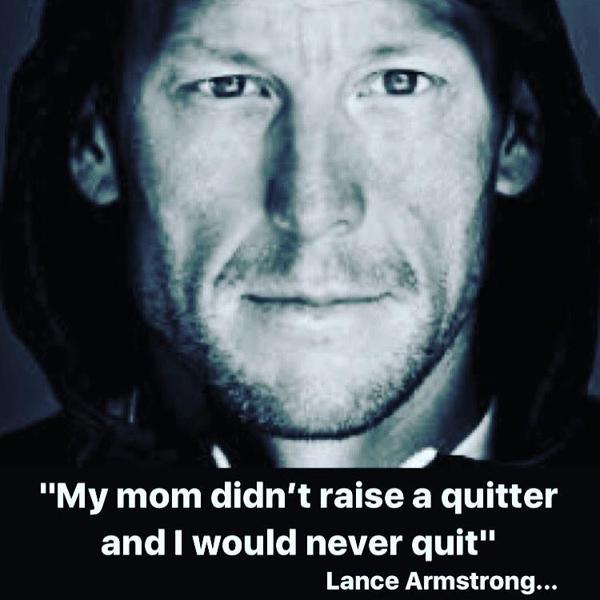 "My mom didn't raise a quitter
and I would never quit"
Lance Armstrong...